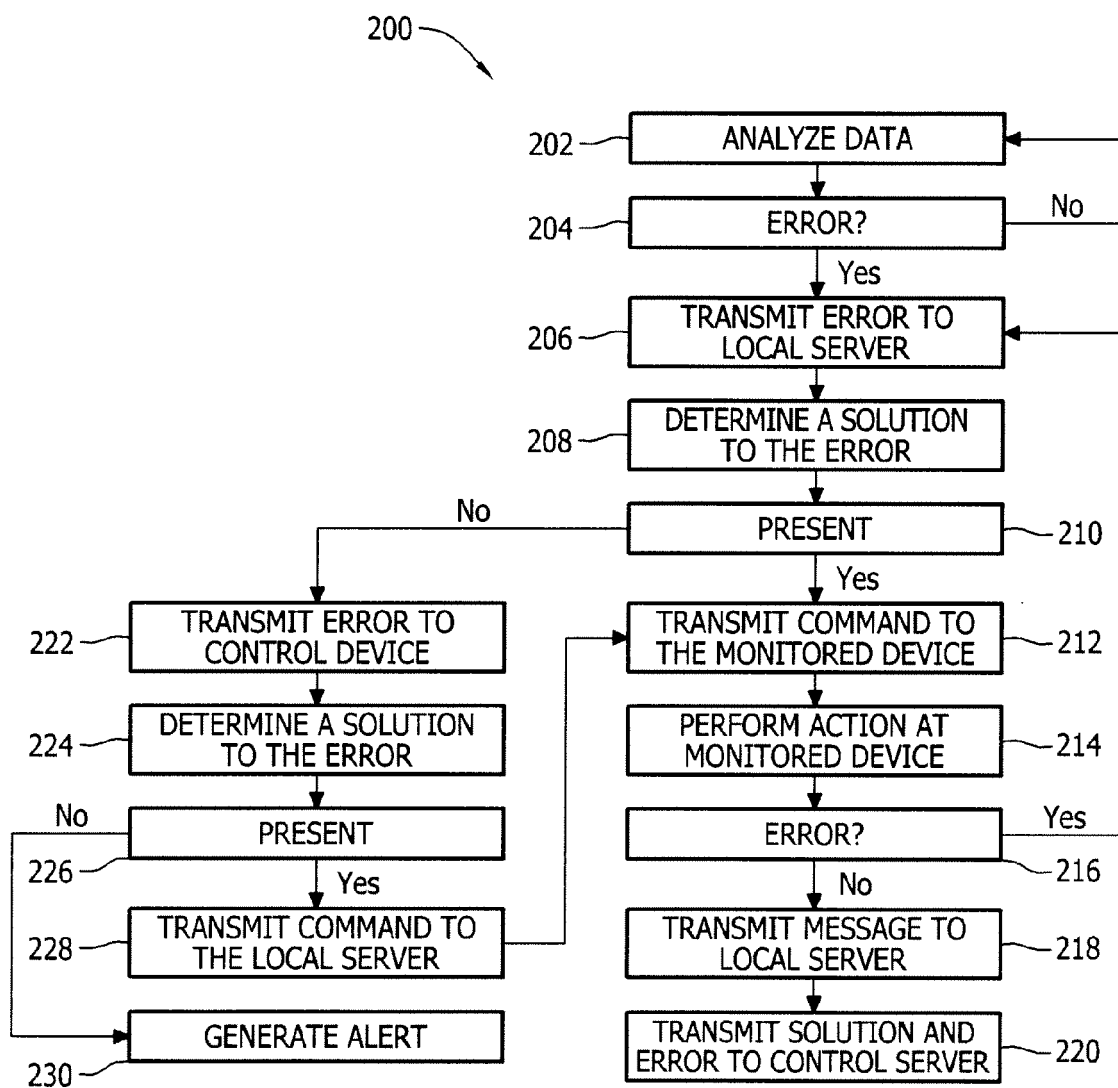 200
202
ANALYZE DATA
204
ERROR?
No
Yes
206
TRANSMIT ERROR TO
LOCAL SERVER
208
DETERMINE A SOLUTION
TO THE ERROR
No
PRESENT
210
Yes
222
TRANSMIT ERROR TO
CONTROL DEVICE
TRANSMIT COMMAND TO
THE MONITORED DEVICE
212
224
DETERMINE A SOLUTION
TO THE ERROR
PERFORM ACTION AT
MONITORED DEVICE
214
No
PRESENT
226
Yes
ERROR?
Yes
216
No
228
TRANSMIT COMMAND TO
THE LOCAL SERVER
TRANSMIT MESSAGE TO
LOCAL SERVER
218
GENERATE ALERT
230
TRANSMIT SOLUTION AND
ERROR TO CONTROL SERVER
220